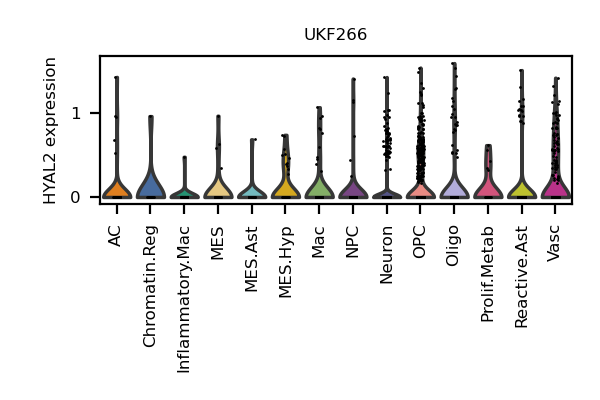 UKF266
HYAL2 expression
1
0
AC
Chromatin.Reg
Inflammatory.Mac
MES
MES.Ast
MES.Hyp
Mac
NPC
Neuron
OPC
Oligo
Prolif.Metab
Reactive.Ast
Vasc